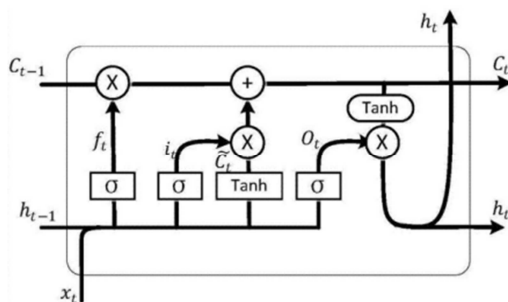 h_t
C_{t-1} X + C_t
Tanh
f_t i_t X C̃_t O_t X
σ σ Tanh σ
h_{t-1} h_t
x_t